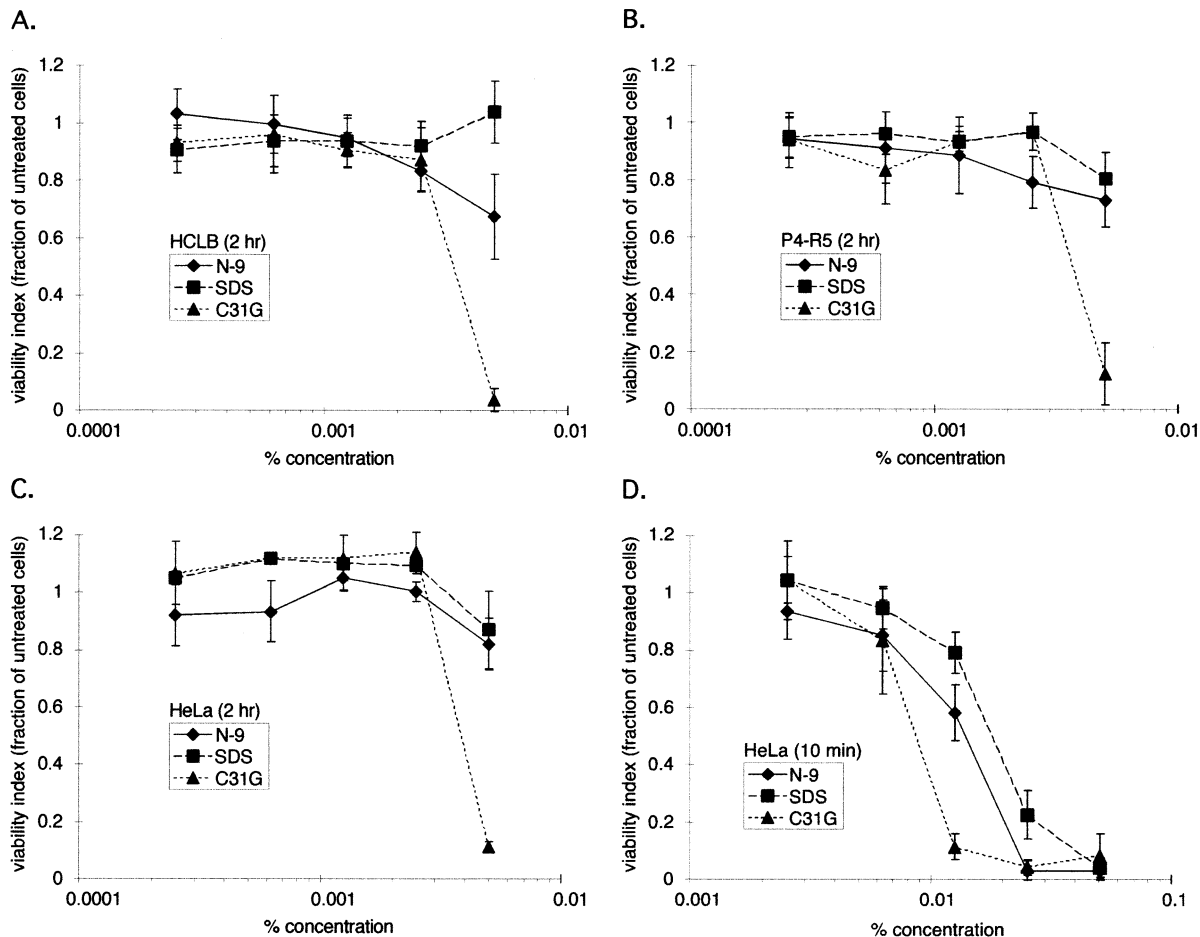 A.
viability index (fraction of untreated cells)
1.2
1
0.8
0.6
0.4
0.2
0
HCLB (2 hr)
N-9
SDS
C31G
0.0001
0.001
0.01
% concentration
B.
viability index (fraction of untreated cells)
1.2
1
0.8
0.6
0.4
0.2
0
P4-R5 (2 hr)
N-9
SDS
C31G
0.0001
0.001
0.01
% concentration
C.
viability index (fraction of untreated cells)
1.2
1
0.8
0.6
0.4
0.2
0
HeLa (2 hr)
N-9
SDS
C31G
0.0001
0.001
0.01
% concentration
D.
viability index (fraction of untreated cells)
1.2
1
0.8
0.6
0.4
0.2
0
HeLa (10 min)
N-9
SDS
C31G
0.001
0.01
0.1
% concentration